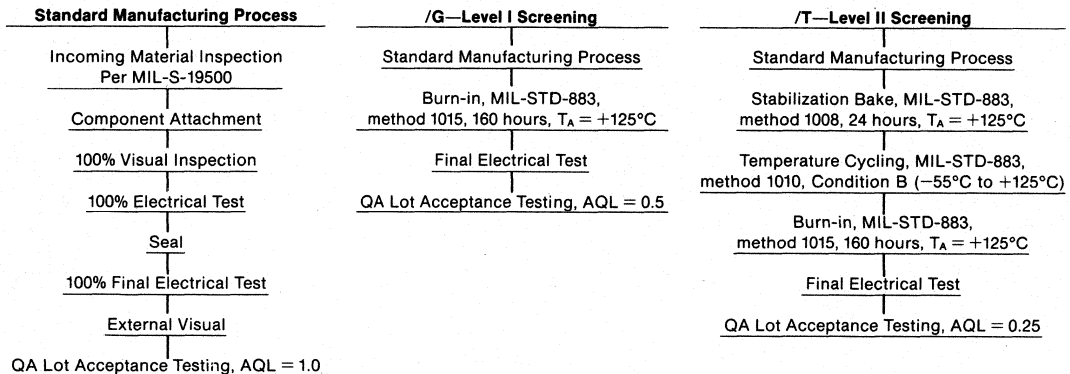 Standard Manufacturing Process
Incoming Material Inspection
Per MIL-S-19500
Component Attachment
100% Visual Inspection
100% Electrical Test
Seal
100% Final Electrical Test
External Visual
QA Lot Acceptance Testing, AQL = 1.0
/G—Level I Screening
Standard Manufacturing Process
Burn-in, MIL-STD-883,
method 1015, 160 hours, TA = +125°C
Final Electrical Test
QA Lot Acceptance Testing, AQL = 0.5
/T—Level II Screening
Standard Manufacturing Process
Stabilization Bake, MIL-STD-883,
method 1008, 24 hours, TA = +125°C
Temperature Cycling, MIL-STD-883,
method 1010, Condition B (−55°C to +125°C)
Burn-in, MIL-STD-883,
method 1015, 160 hours, TA = +125°C
Final Electrical Test
QA Lot Acceptance Testing, AQL = 0.25